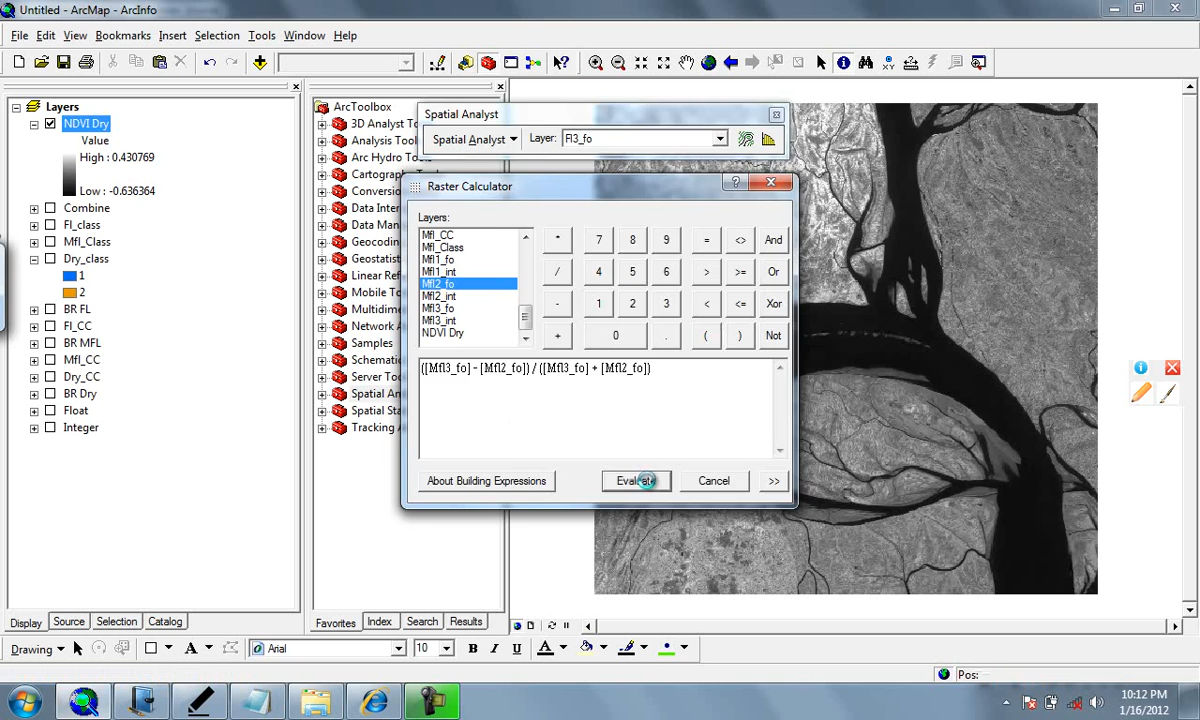 Untitled - ArcMap - ArcInfo
File Edit View Bookmarks Insert Selection Tools Window Help
Layers
NDVI Dry
Value
High : 0.430769
Low : -0.636364
Combine
Fl_class
Mfl_Class
Dry_class
1
2
BR FL
Fl_CC
BR MFL
Mfl_CC
Dry_CC
BR Dry
Float
Integer
Display Source Selection Catalog
ArcToolbox
3D Analyst To
Analysis Tool
Arc Hydro To
Cartograph
Conversi
Data Inter
Data Man
Geocodin
Geostatis
Linear Ref
Mobile To
Multidime
Network A
Samples
Schemati
Server To
Spatial An
Spatial Sta
Tracking A
Favorites Index Search Results
Spatial Analyst
Spatial Analyst Layer: Fl3_fo
Raster Calculator
?
Layers:
Mfl_CC
Mfl_Class
Mfl1_fo
Mfl1_int
Mfl2_fo
Mfl2_int
Mfl3_fo
Mfl3_int
NDVI Dry
* 7 8 9 = <> And
/ 4 5 6 > >= Or
- 1 2 3 < <= Xor
+ 0 . ( ) Not
([Mfl3_fo] - [Mfl2_fo]) / ([Mfl3_fo] + [Mfl2_fo])
About Building Expressions Evaluate Cancel >>
Drawing A Arial 10 B I U A
Pos:
10:12 PM
1/16/2012